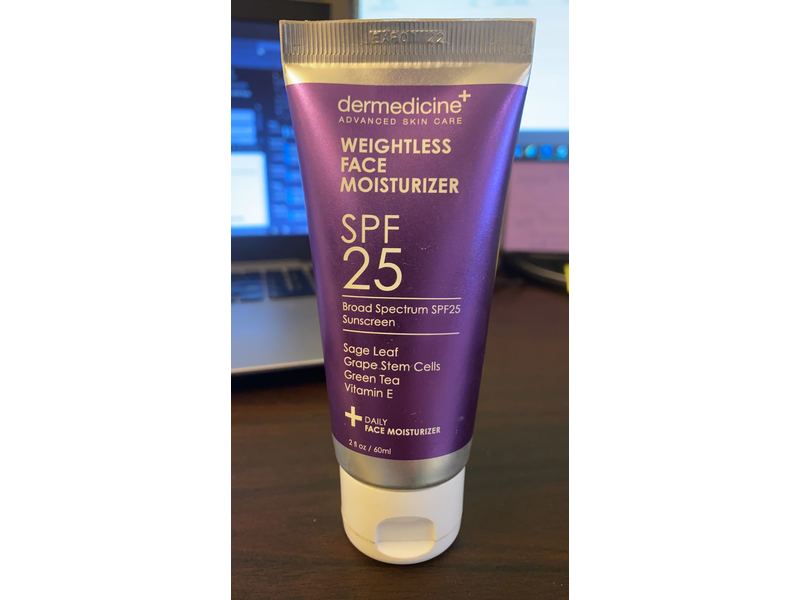 dermedicine+
ADVANCED SKIN CARE
WEIGHTLESS
FACE
MOISTURIZER
SPF
25
Broad Spectrum SPF25
Sunscreen
Sage Leaf
Grape Stem Cells
Green Tea
Vitamin E
+ DAILY
FACE MOISTURIZER
2 fl oz / 60ml